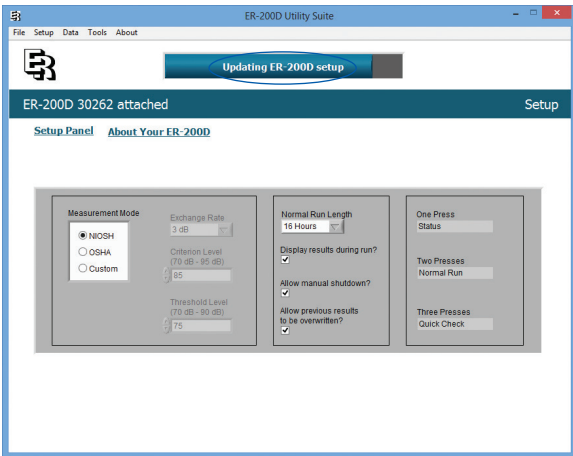 ER-200D Utility Suite
File Setup Data Tools About
Updating ER-200D setup
ER-200D 30262 attached
Setup
Setup Panel About Your ER-200D
Measurement Mode
NIOSH
OSHA
Custom
Exchange Rate
3 dB
Criterion Level
(70 dB - 95 dB)
85
Threshold Level
(70 dB - 90 dB)
75
Normal Run Length
16 Hours
Display results during run?
Allow manual shutdown?
Allow previous results
to be overwritten?
One Press
Status
Two Presses
Normal Run
Three Presses
Quick Check